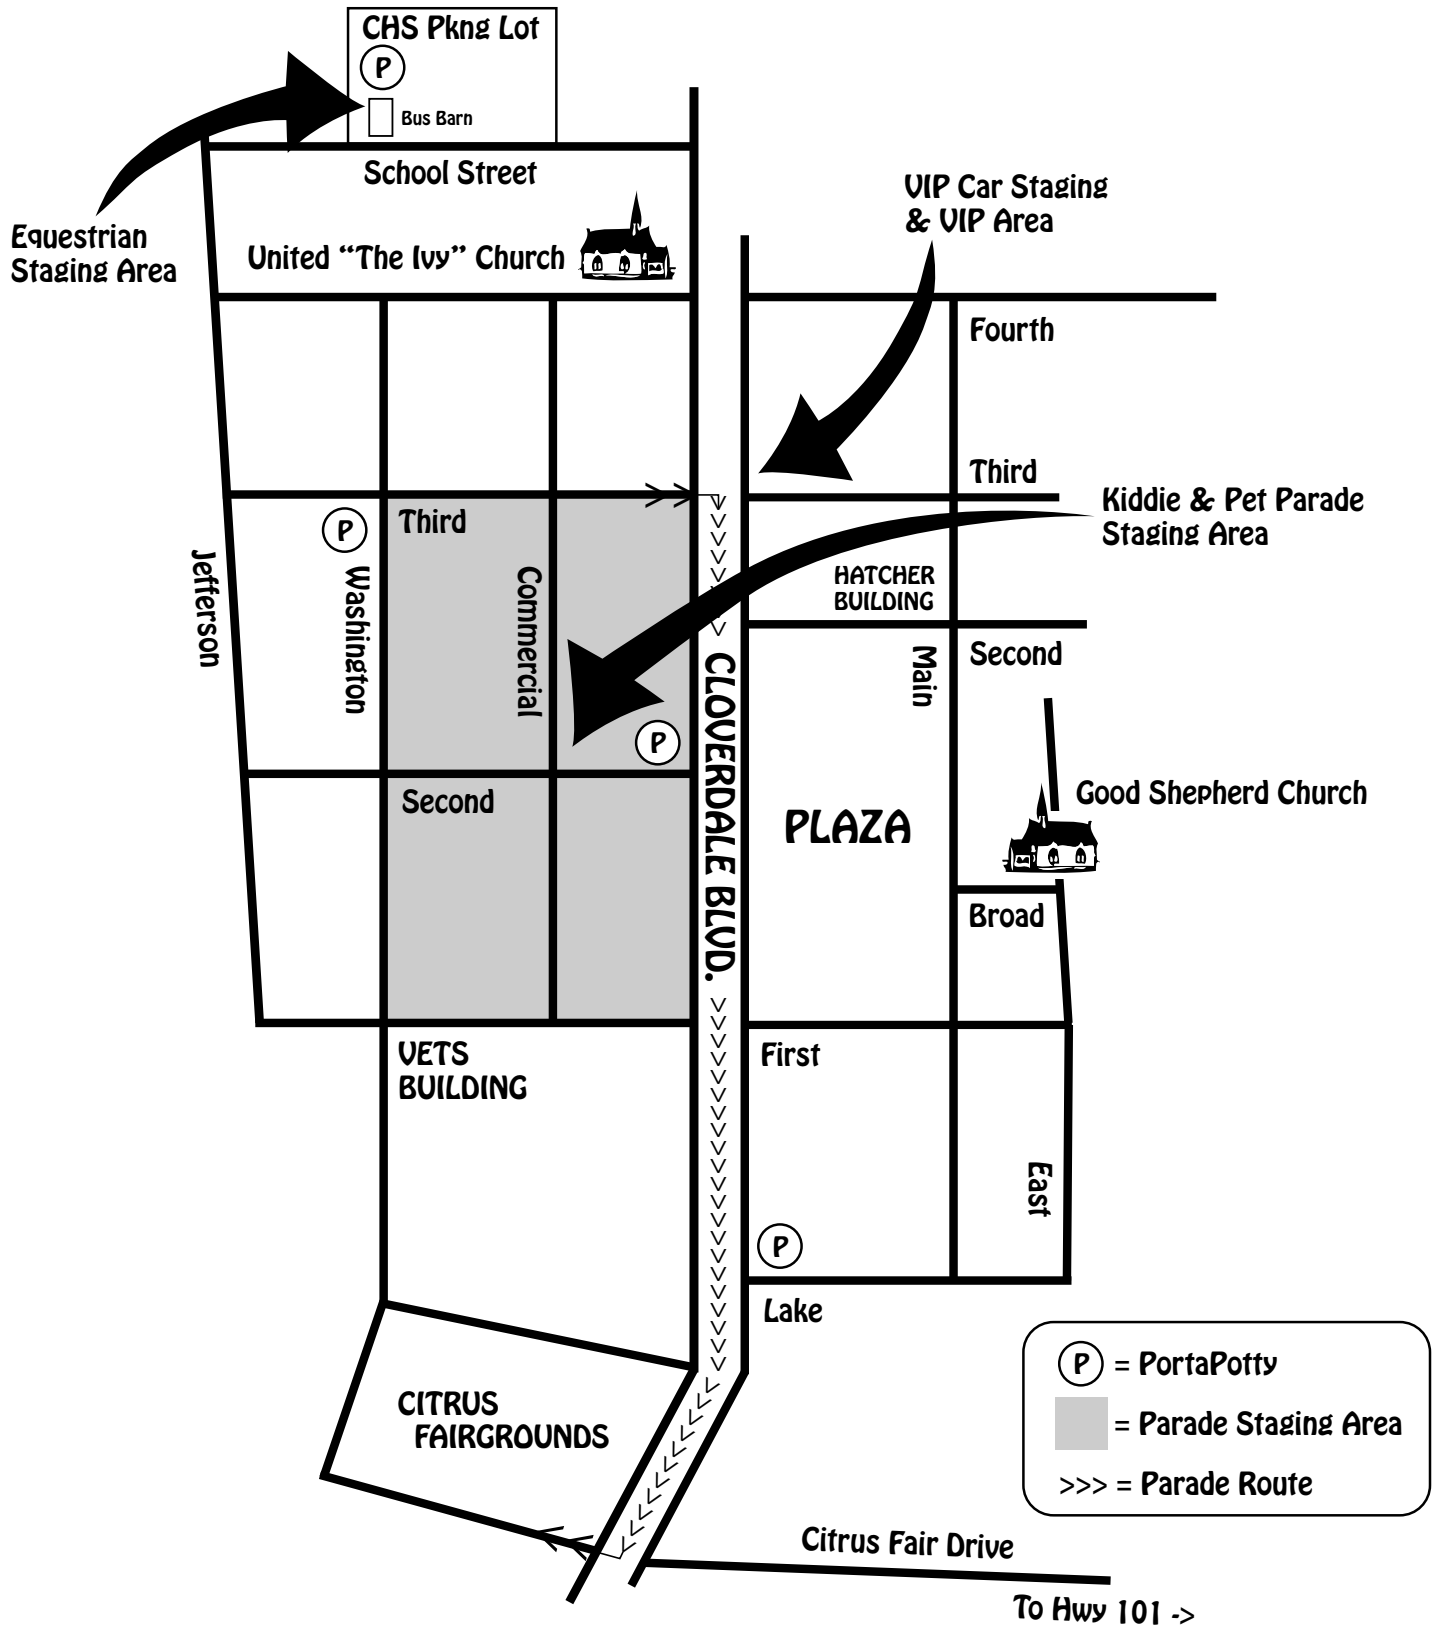 CHS Pkng Lot
P
Bus Barn
School Street
VIP Car Staging
& VIP Area
Equestrian
Staging Area
United “The Ivy” Church
Fourth
Third
Kiddie & Pet Parade
Staging Area
P
Third
Jefferson
Washington
Commercial
HATCHER
BUILDING
Second
Main
P
CLOVERDALE BLVD.
Second
PLAZA
Good Shepherd Church
Broad
VETS
BUILDING
First
East
P
Lake
CITRUS
FAIRGROUNDS
P = PortaPotty
= Parade Staging Area
>>> = Parade Route
Citrus Fair Drive
To Hwy 101 ->